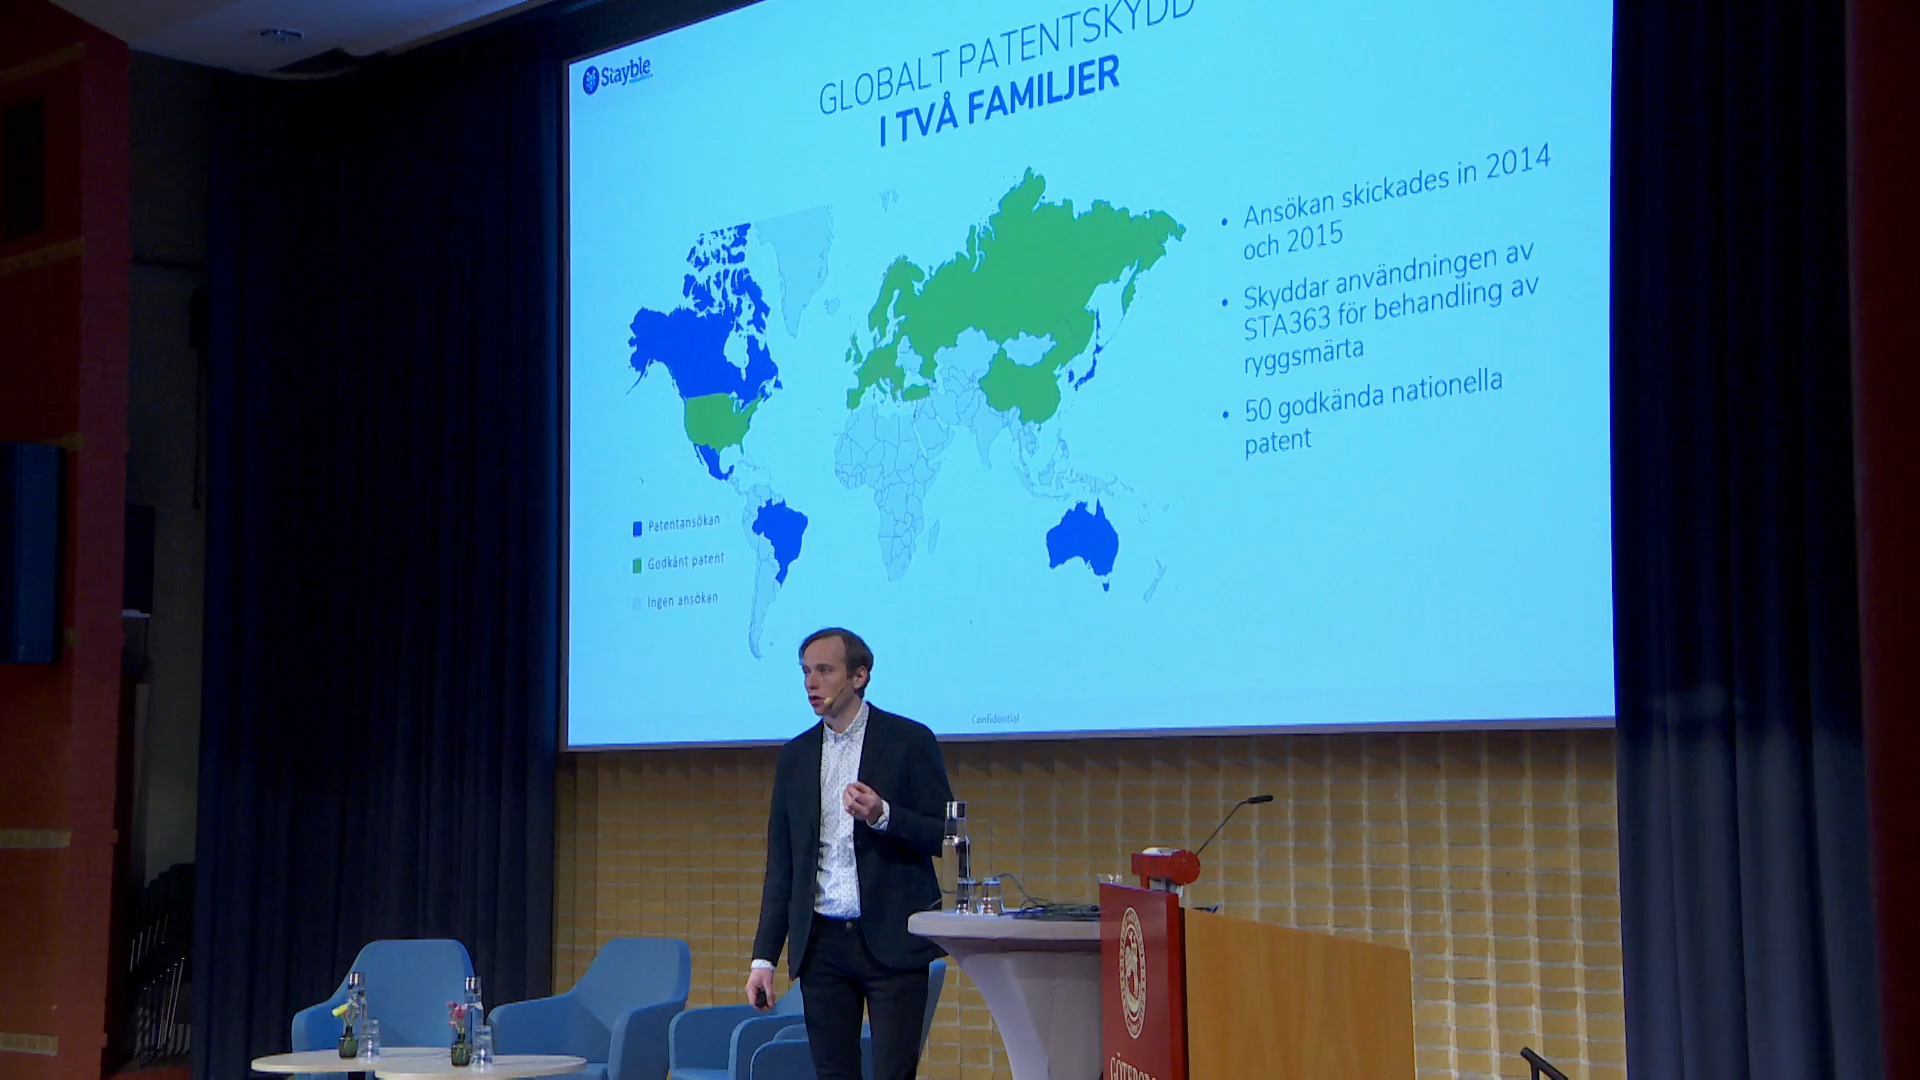 Stayble
GLOBALT PATENTSKYDD
I TVÅ FAMILJER
• Ansökan skickades in 2014
och 2015
• Skyddar användningen av
STA363 för behandling av
ryggsmärta
• 50 godkända nationella
patent
Patentansökan
Godkänt patent
Ingen ansökan
Confidential